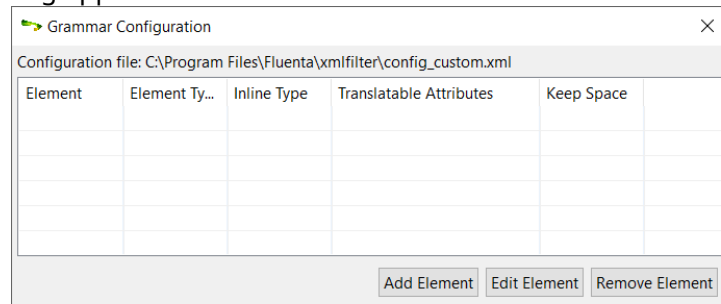 Grammar Configuration
Configuration file: C:\Program Files\Fluenta\xmlfilter\config_custom.xml
Element Element Ty... Inline Type Translatable Attributes Keep Space
Add Element Edit Element Remove Element